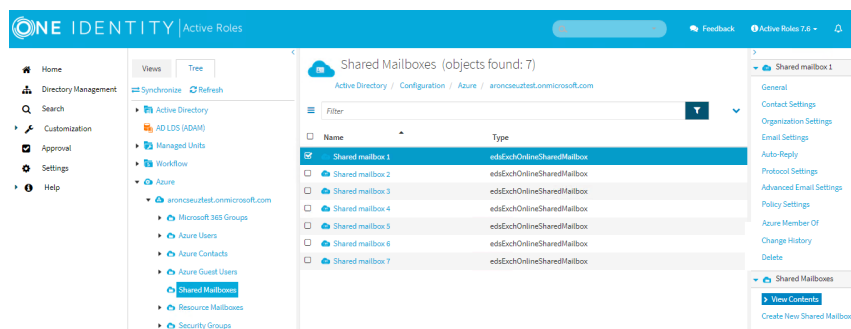 ONE IDENTITY Active Roles
Feedback
Active Roles 7.6
Home
Directory Management
Search
Customization
Approval
Settings
Help
Views
Tree
Synchronize
Refresh
Active Directory
AD LDS (ADAM)
Managed Units
Workflow
Azure
aroncseuztest.onmicrosoft.com
Microsoft 365 Groups
Azure Users
Azure Contacts
Azure Guest Users
Shared Mailboxes
Resource Mailboxes
Security Groups
Shared Mailboxes (objects found: 7)
Active Directory / Configuration / Azure / aroncseuztest.onmicrosoft.com
Filter
Name Type
Shared mailbox 1 edsExchOnlineSharedMailbox
Shared mailbox 2 edsExchOnlineSharedMailbox
Shared mailbox 3 edsExchOnlineSharedMailbox
Shared mailbox 4 edsExchOnlineSharedMailbox
Shared mailbox 5 edsExchOnlineSharedMailbox
Shared mailbox 6 edsExchOnlineSharedMailbox
Shared mailbox 7 edsExchOnlineSharedMailbox
Shared mailbox 1
General
Contact Settings
Organization Settings
Email Settings
Auto-Reply
Protocol Settings
Advanced Email Settings
Policy Settings
Azure Member Of
Change History
Delete
Shared Mailboxes
View Contents
Create New Shared Mailbox